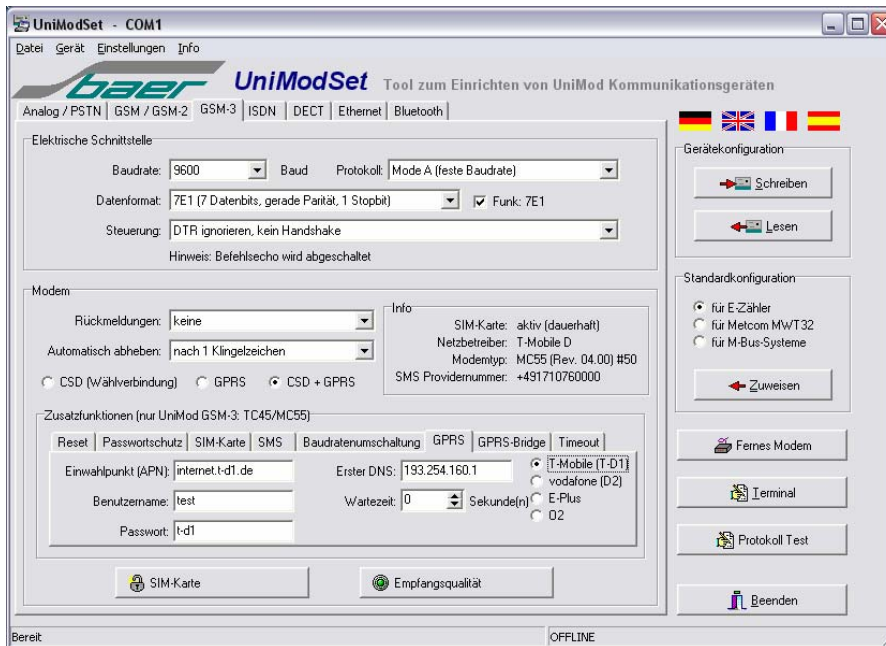 UniModSet - COM1
Datei Gerät Einstellungen Info
baer UniModSet Tool zum Einrichten von UniMod Kommunikationsgeräten
Analog / PSTN GSM / GSM-2 GSM-3 ISDN DECT Ethernet Bluetooth
Elektrische Schnittstelle
Baudrate: 9600 Baud Protokoll: Mode A (feste Baudrate)
Datenformat: 7E1 (7 Datenbits, gerade Parität, 1 Stopbit) Funk: 7E1
Steuerung: DTR ignorieren, kein Handshake
Hinweis: Befehlsecho wird abgeschaltet
Modem
Rückmeldungen: keine
Automatisch abheben: nach 1 Klingelzeichen
CSD (Wählverbindung) GPRS CSD + GPRS
Info
SIM-Karte: aktiv (dauerhaft)
Netzbetreiber: T-Mobile D
Modemtyp: MC55 (Rev. 04.00) #50
SMS Providernummer: +491710760000
Zusatzfunktionen (nur UniMod GSM-3: TC45/MC55)
Reset Passwortschutz SIM-Karte SMS Baudratenumschaltung GPRS GPRS-Bridge Timeout
Einwahlpunkt (APN): internet.t-d1.de
Benutzername: test
Passwort: t-d1
Erster DNS: 193.254.160.1
Wartezeit: 0 Sekunde(n)
T-Mobile (T-D1)
vodafone (D2)
E-Plus
O2
SIM-Karte Empfangsqualität
Gerätekonfiguration
Schreiben
Lesen
Standardkonfiguration
für E-Zähler
für Metcom MWT32
für M-Bus-Systeme
Zuweisen
Fernes Modem
Terminal
Protokoll Test
Beenden
Bereit OFFLINE